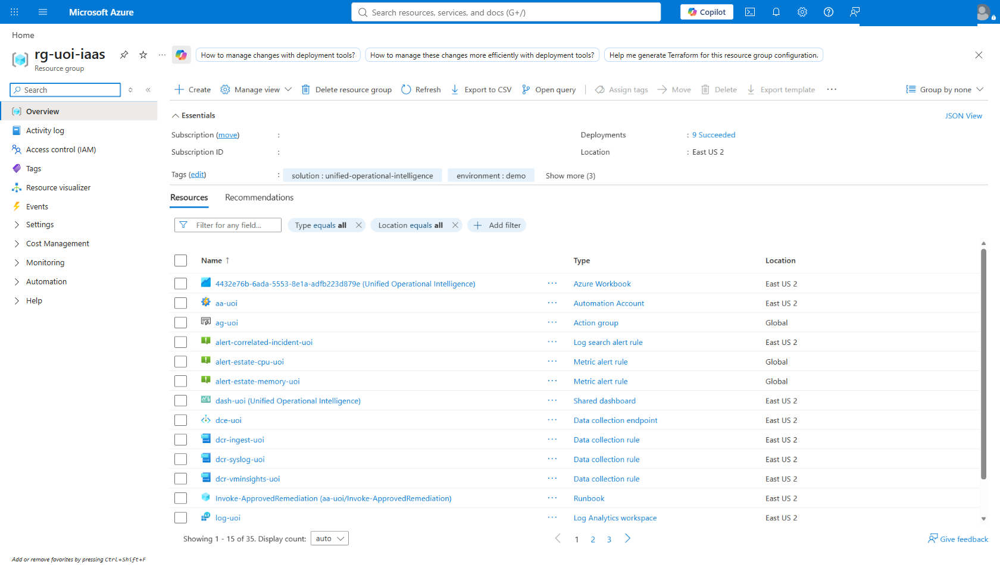 Microsoft Azure
Search resources, services, and docs (G+/)
Copilot
Home
rg-uoi-iaas
Resource group
How to manage changes with deployment tools?
How to manage these changes more efficiently with deployment tools?
Help me generate Terraform for this resource group configuration.
Search
Overview
Activity log
Access control (IAM)
Tags
Resource visualizer
Events
Settings
Cost Management
Monitoring
Automation
Help
Create
Manage view
Delete resource group
Refresh
Export to CSV
Open query
Assign tags
Move
Delete
Export template
Group by none
Essentials
JSON View
Subscription (move) :
Deployments : 9 Succeeded
Subscription ID :
Location : East US 2
Tags (edit) : solution : unified-operational-intelligence environment : demo Show more (3)
Resources Recommendations
Filter for any field... Type equals all Location equals all Add filter
Name ↑ Type Location
4432e76b-6ada-5553-8e1a-adfb223d879e (Unified Operational Intelligence) ... Azure Workbook East US 2
aa-uoi ... Automation Account East US 2
ag-uoi ... Action group Global
alert-correlated-incident-uoi ... Log search alert rule East US 2
alert-estate-cpu-uoi ... Metric alert rule Global
alert-estate-memory-uoi ... Metric alert rule Global
dash-uoi (Unified Operational Intelligence) ... Shared dashboard East US 2
dce-uoi ... Data collection endpoint East US 2
dcr-ingest-uoi ... Data collection rule East US 2
dcr-syslog-uoi ... Data collection rule East US 2
dcr-vminsights-uoi ... Data collection rule East US 2
Invoke-ApprovedRemediation (aa-uoi/Invoke-ApprovedRemediation) ... Runbook East US 2
log-uoi ... Log Analytics workspace East US 2
Showing 1 - 15 of 35. Display count: auto
1 2 3
Give feedback
Add or remove favorites by pressing Ctrl+Shift+F